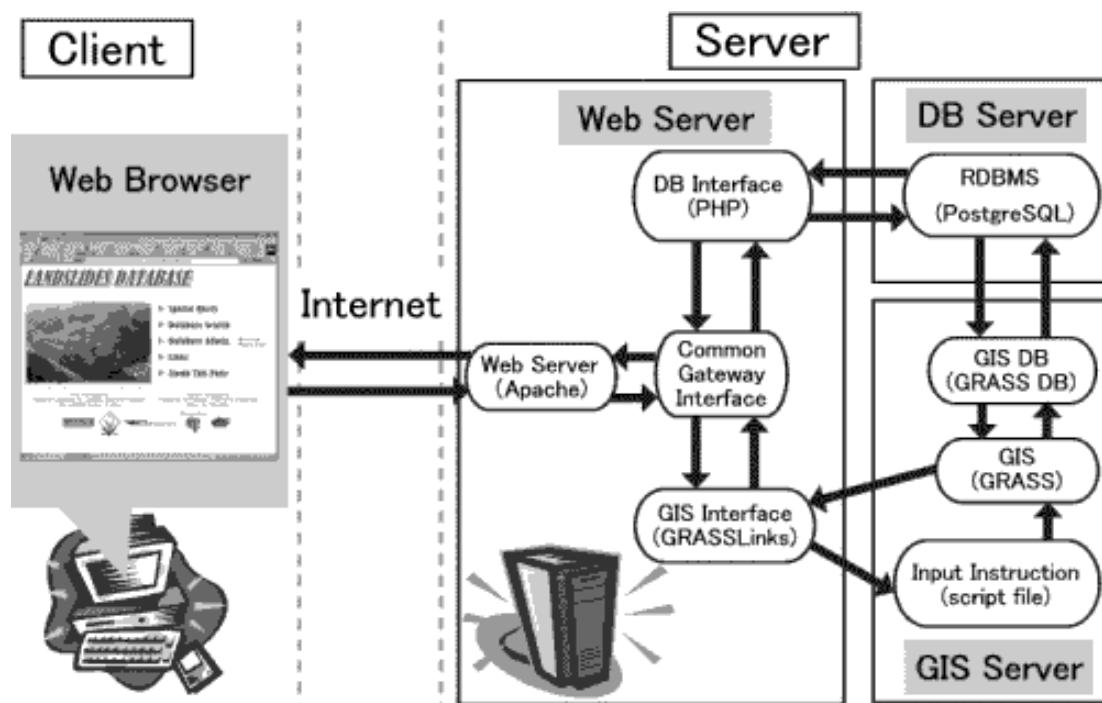 Client
Server
Web Server
DB Server
Web Browser
DB Interface
(PHP)
RDBMS
(PostgreSQL)
LANDSLIDES DATABASE
Internet
Web Server
(Apache)
Common
Gateway
Interface
GIS DB
(GRASS DB)
GIS
(GRASS)
GIS Interface
(GRASSLinks)
Input Instruction
(script file)
GIS Server